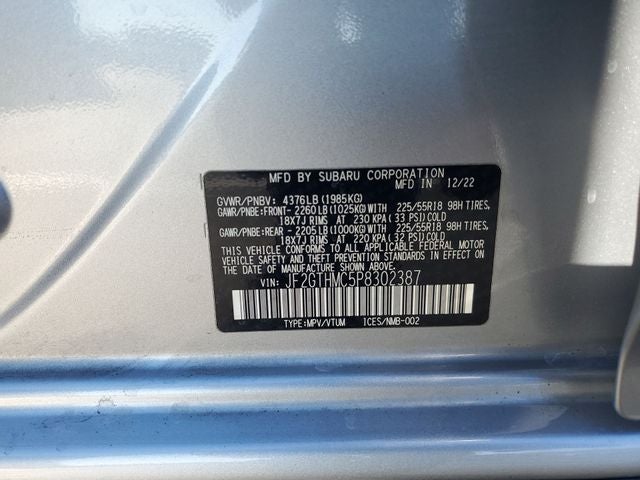 MFD BY SUBARU CORPORATION
MFD IN 12/22
GVWR/PNBV: 4376LB (1985KG)
GAWR/PNBE:FRONT- 2260LB (1025KG) WITH 225/55R18 98H TIRES,
18X7J RIMS AT 230 KPA (33 PSI) COLD
GAWR/PNBE:REAR - 2205LB (1000KG) WITH 225/55R18 98H TIRES,
18X7J RIMS AT 220 KPA (32 PSI) COLD
THIS VEHICLE CONFORMS TO ALL APPLICABLE FEDERAL MOTOR
VEHICLE SAFETY AND THEFT PREVENTION STANDARDS IN EFFECT ON
THE DATE OF MANUFACTURE SHOWN ABOVE.
VIN: JF2GTHMC5P8302387
TYPE:MPV/VTUM ICES/NMB-002